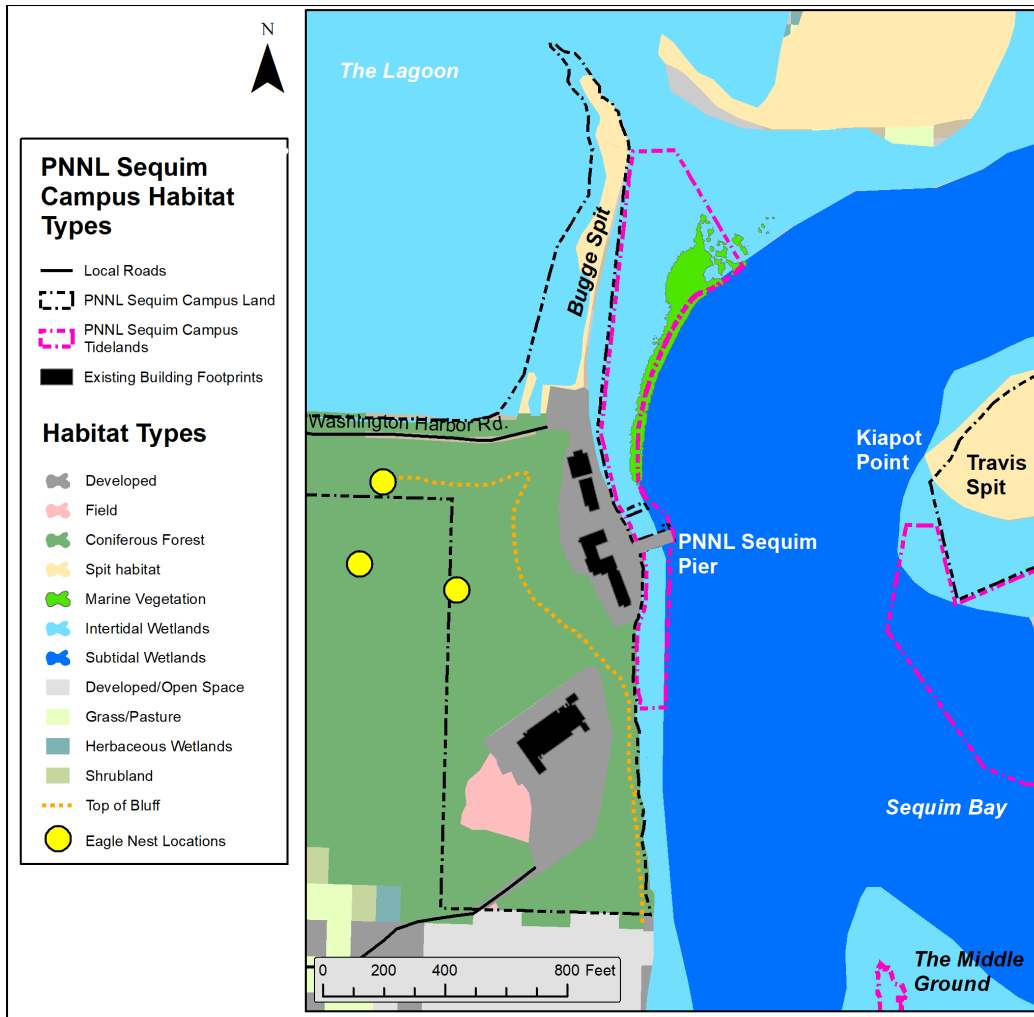 N
PNNL Sequim
Campus Habitat
Types
Local Roads
PNNL Sequim Campus Land
PNNL Sequim Campus
Tidelands
Existing Building Footprints
Habitat Types
Developed
Field
Coniferous Forest
Spit habitat
Marine Vegetation
Intertidal Wetlands
Subtidal Wetlands
Developed/Open Space
Grass/Pasture
Herbaceous Wetlands
Shrubland
Top of Bluff
Eagle Nest Locations
The Lagoon
Bugge Spit
Washington Harbor Rd.
Kiapot
Point
Travis
Spit
PNNL Sequim
Pier
Sequim Bay
The Middle
Ground
0 200 400 800 Feet